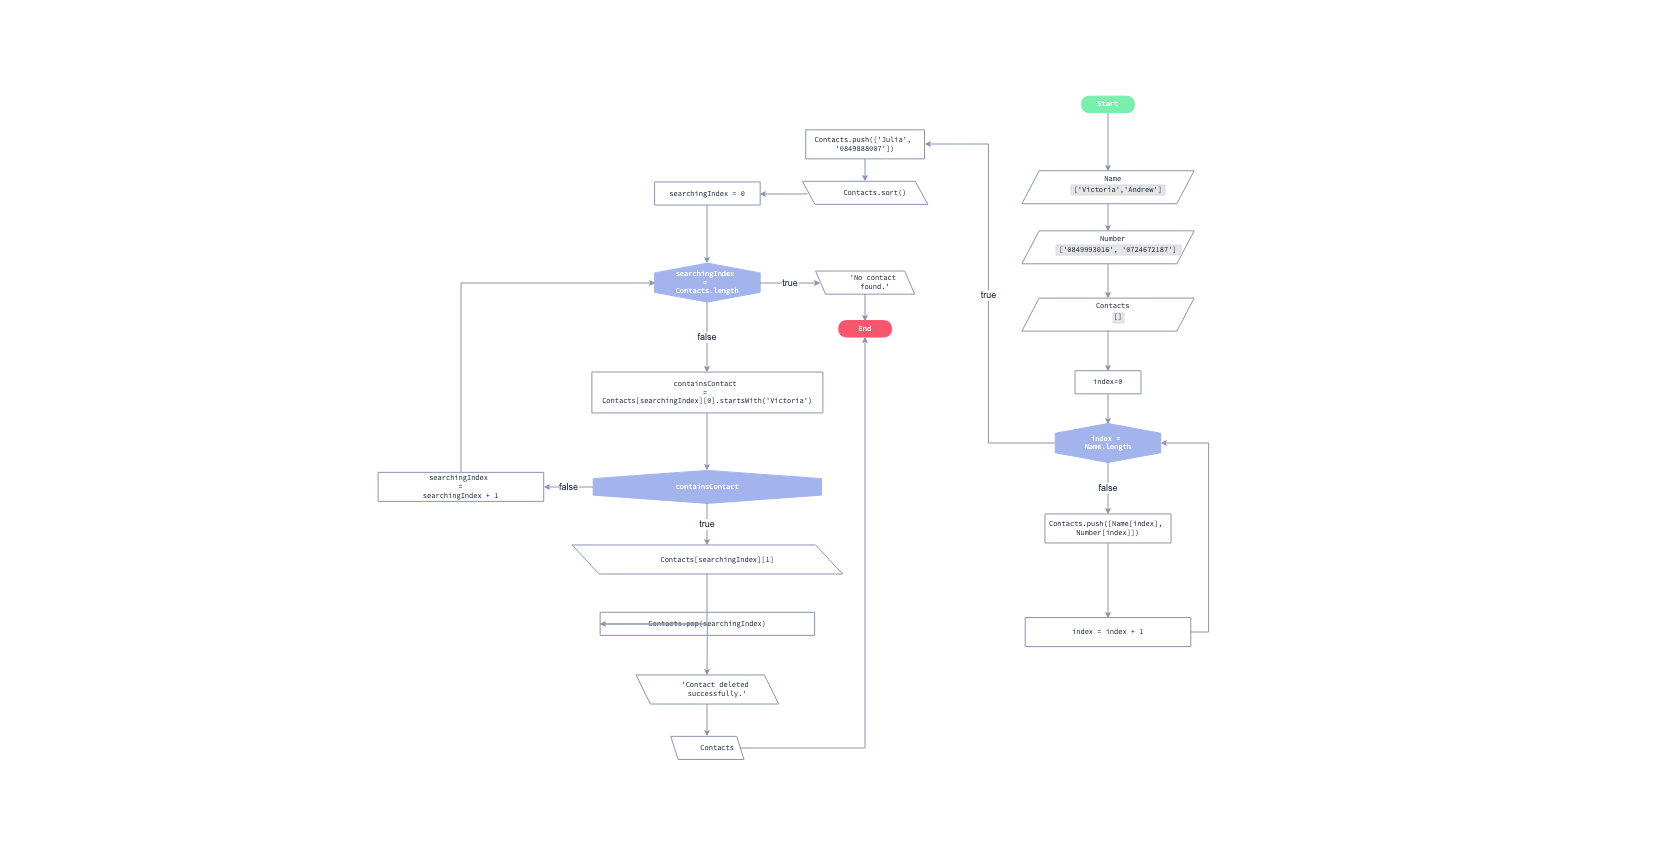 Start
Name
['Victoria','Andrew']
Number
['0849993016', '0724672187']
Contacts
[]
index=0
index =
Name.length
false
Contacts.push([Name[index],
Number[index]])
index = index + 1
true
Contacts.push(['Julia',
'0849888007'])
Contacts.sort()
searchingIndex = 0
searchingIndex
=
Contacts.length
true
'No contact
found.'
End
false
containsContact
=
Contacts[searchingIndex][0].startsWith('Victoria')
containsContact
false
searchingIndex
=
searchingIndex + 1
true
Contacts[searchingIndex][1]
Contacts.pop(searchingIndex)
'Contact deleted
successfully.'
Contacts